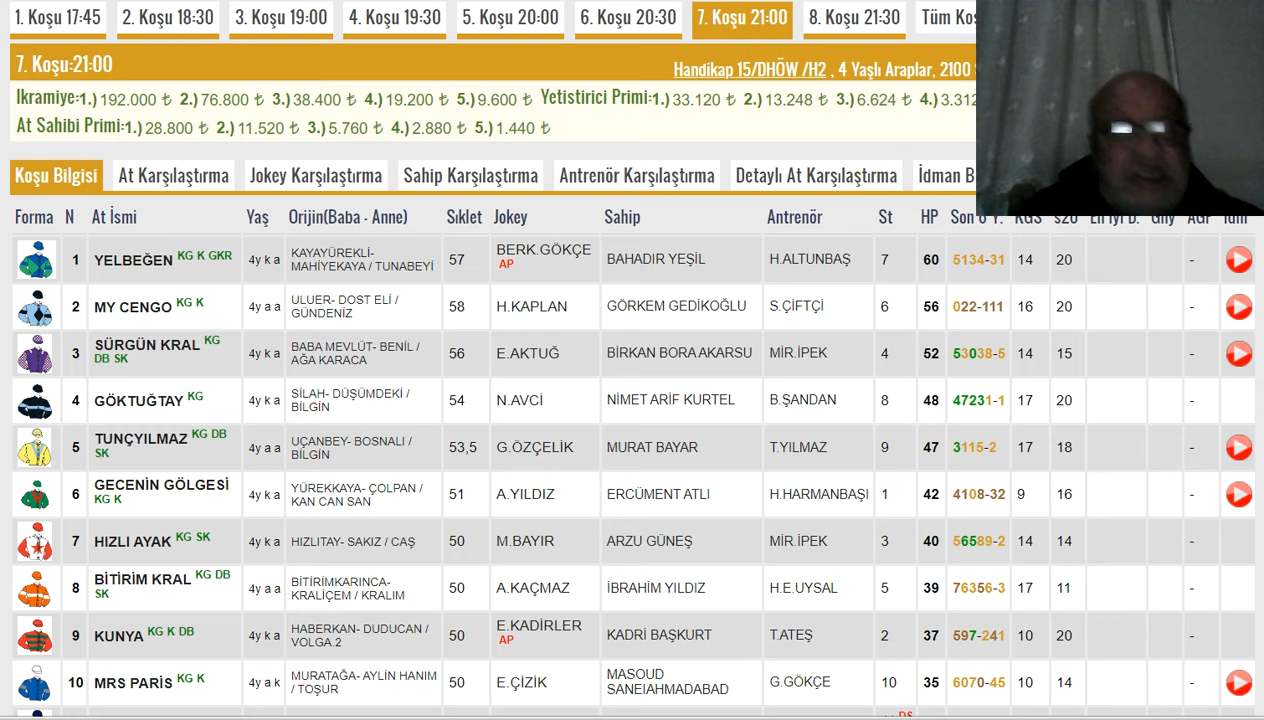 1. Koşu 17:45 2. Koşu 18:30 3. Koşu 19:00 4. Koşu 19:30 5. Koşu 20:00 6. Koşu 20:30 7. Koşu 21:00 8. Koşu 21:30 Tüm
7. Koşu:21:00 Handikap 15/DHÖW /H2 , 4 Yaşlı Araplar, 2100
Ikramiye:1.) 192.000 ₺ 2.) 76.800 ₺ 3.) 38.400 ₺ 4.) 19.200 ₺ 5.) 9.600 ₺ Yetistirici Primi:1.) 33.120 ₺ 2.) 13.248 ₺ 3.) 6.624 ₺ 4.) 3.312
At Sahibi Primi:1.) 28.800 ₺ 2.) 11.520 ₺ 3.) 5.760 ₺ 4.) 2.880 ₺ 5.) 1.440 ₺
Koşu Bilgisi At Karşılaştırma Jokey Karşılaştırma Sahip Karşılaştırma Antrenör Karşılaştırma Detaylı At Karşılaştırma İdman B
Forma N At İsmi Yaş Orijin(Baba - Anne) Sıklet Jokey Sahip Antrenör St HP Son 6 Y. KGS s20
1 YELBEĞEN KG K GKR 4y k a KAYAYÜREKLİ- MAHİYEKAYA / TUNABEYİ 57 BERK.GÖKÇE AP BAHADIR YEŞİL H.ALTUNBAŞ 7 60 5134-31 14 20 -
2 MY CENGO KG K 4y a a ULUER- DOST ELİ / GÜNDENİZ 58 H.KAPLAN GÖRKEM GEDİKOĞLU S.ÇİFTÇİ 6 56 022-111 16 20 -
3 SÜRGÜN KRAL KG DB SK 4y k a BABA MEVLÜT- BENİL / AĞA KARACA 56 E.AKTUĞ BİRKAN BORA AKARSU MİR.İPEK 4 52 53038-5 14 15 -
4 GÖKTUĞTAY KG 4y k a SİLAH- DÜŞÜMDEKİ / BİLGİN 54 N.AVCİ NİMET ARİF KURTEL B.ŞANDAN 8 48 47231-1 17 20 -
5 TUNÇYILMAZ KG DB SK 4y a a UÇANBEY- BOSNALI / BİLGİN 53,5 G.ÖZÇELİK MURAT BAYAR T.YILMAZ 9 47 3115-2 17 18 -
6 GECENİN GÖLGESİ KG K 4y k a YÜREKKAYA- ÇOLPAN / KAN CAN SAN 51 A.YILDIZ ERCÜMENT ATLI H.HARMANBAŞI 1 42 4108-32 9 16 -
7 HIZLI AYAK KG SK 4y k a HIZLITAY- SAKIZ / CAŞ 50 M.BAYIR ARZU GÜNEŞ MİR.İPEK 3 40 56589-2 14 14 -
8 BİTİRİM KRAL KG DB SK 4y a a BİTİRİMKARINCA- KRALİÇEM / KRALIM 50 A.KAÇMAZ İBRAHİM YILDIZ H.E.UYSAL 5 39 76356-3 17 11 -
9 KUNYA KG K DB 4y k a HABERKAN- DUDUCAN / VOLGA.2 50 E.KADİRLER AP KADRİ BAŞKURT T.ATEŞ 2 37 597-241 10 20 -
10 MRS PARİS KG K 4y a k MURATAĞA- AYLİN HANIM / TOŞUR 50 E.ÇİZİK MASOUD SANEIAHMADABAD G.GÖKÇE 10 35 6070-45 10 14 -
DS